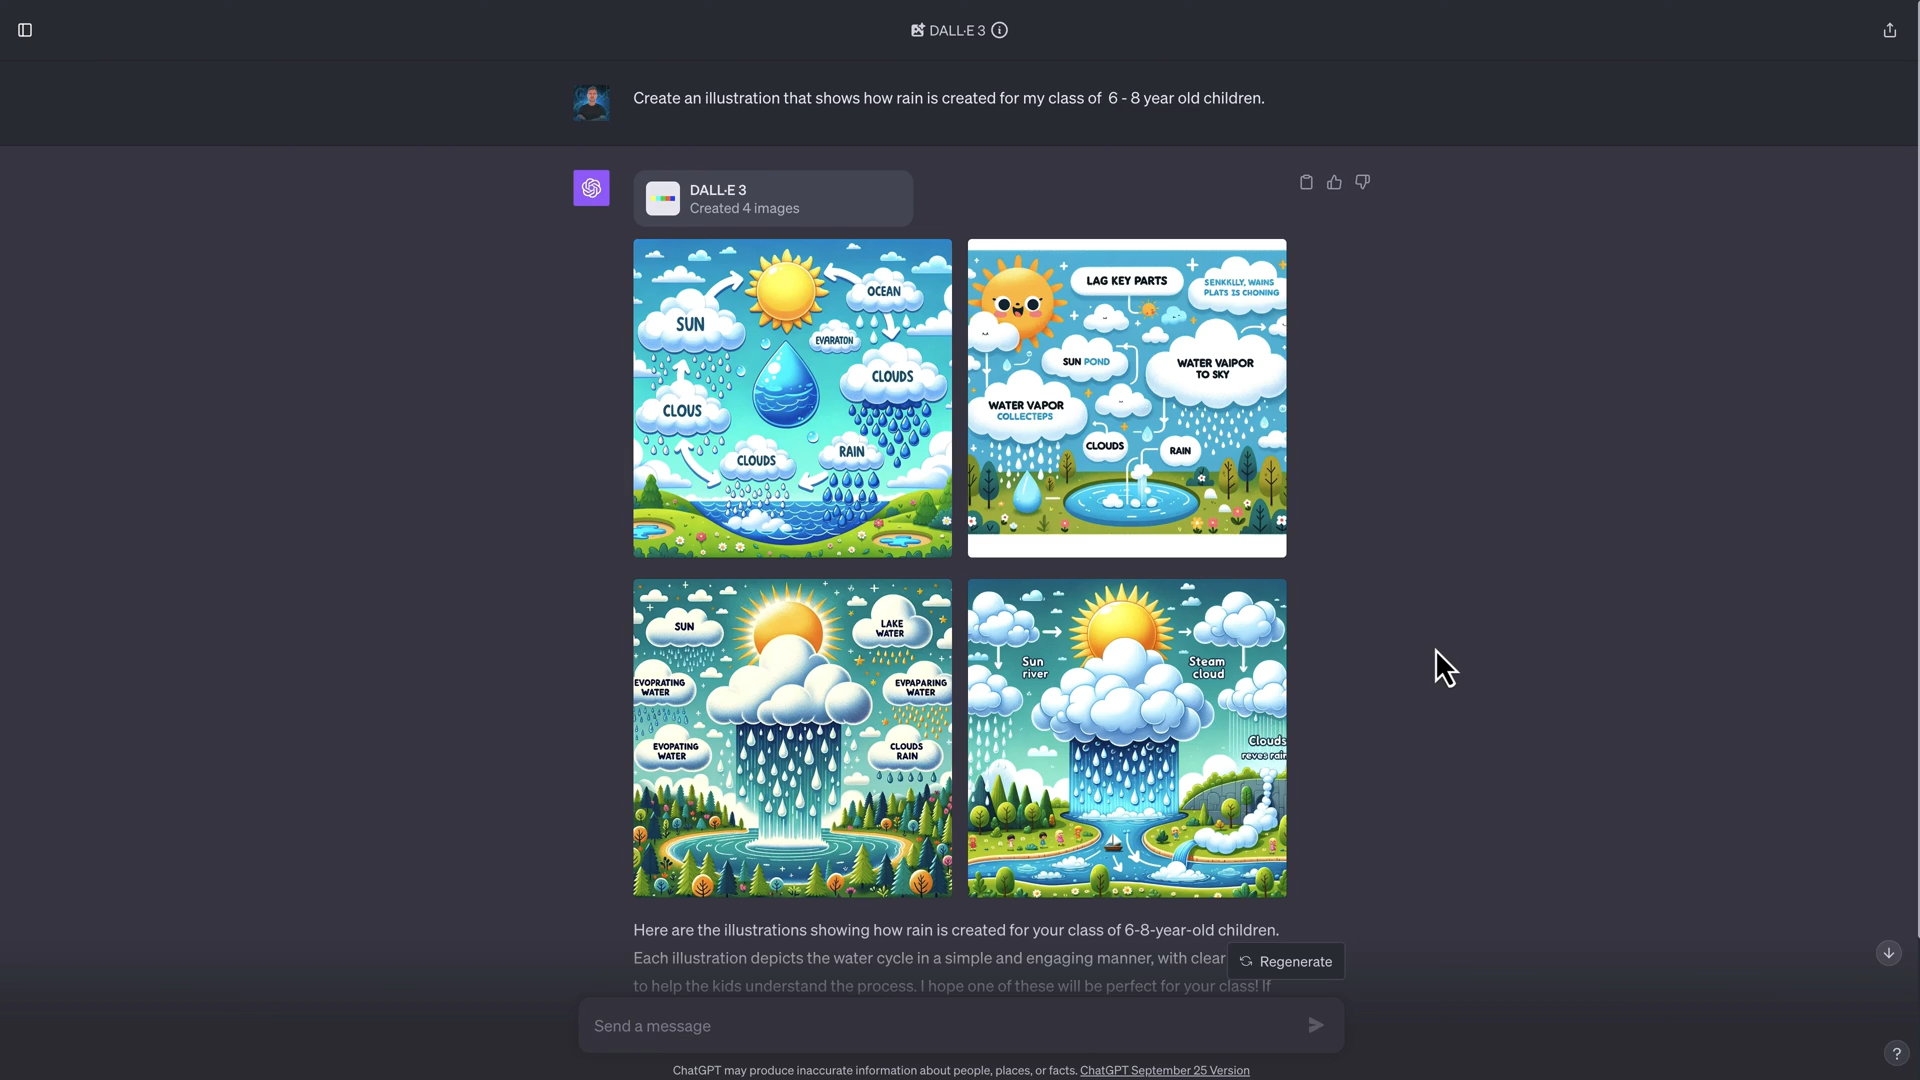 DALL·E 3
Create an illustration that shows how rain is created for my class of 6 - 8 year old children.
DALL·E 3
Created 4 images
SUN
OCEAN
EVARATON
CLOUDS
CLOUS
CLOUDS
RAIN
LAG KEY PARTS
SENKKLLY, WAINS
PLATS IS CHONING
SUN POND
WATER VAIPOR
TO SKY
WATER VAPOR
COLLECTEPS
CLOUDS
RAIN
SUN
LAKE
WATER
EVOPRATING
WATER
EVPAPARING
WATER
EVOPATING
WATER
CLOUDS
RAIN
Sun
river
Steam
cloud
Clouds
reves rain
Here are the illustrations showing how rain is created for your class of 6-8-year-old children.
Each illustration depicts the water cycle in a simple and engaging manner, with clear
to help the kids understand the process. I hope one of these will be perfect for your class! If
Regenerate
Send a message
ChatGPT may produce inaccurate information about people, places, or facts. ChatGPT September 25 Version
?